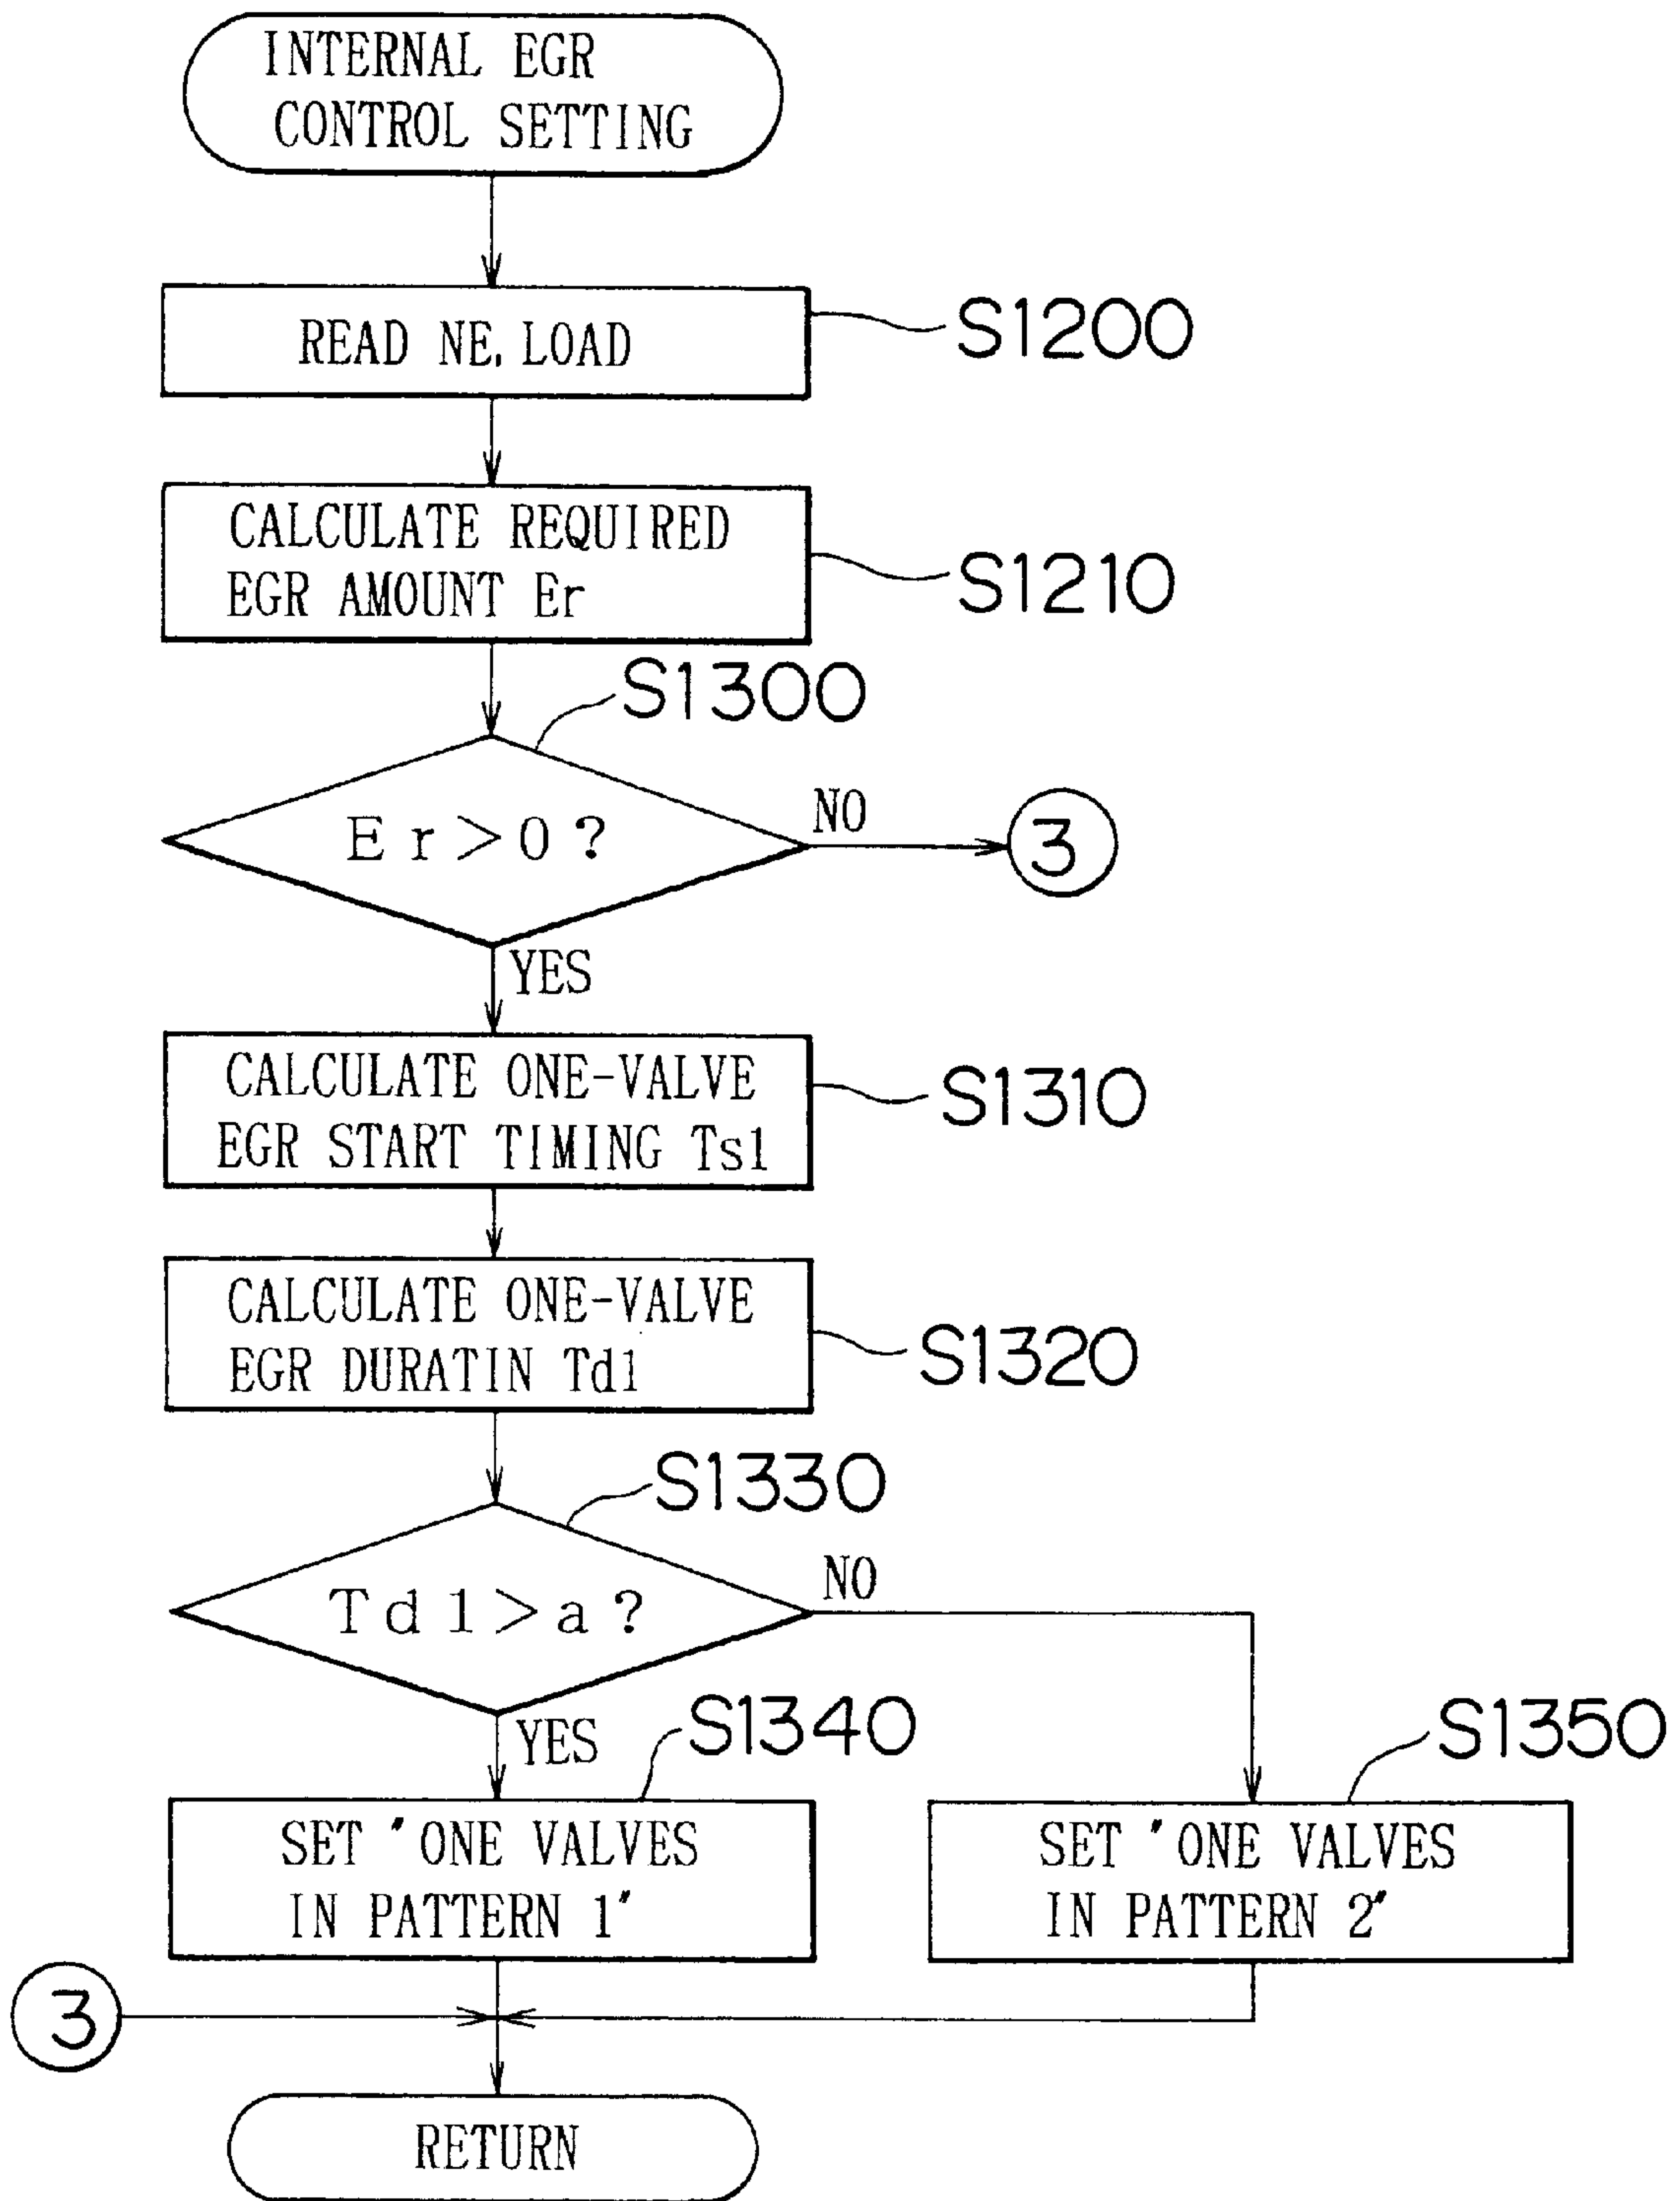 INTERNAL EGR
CONTROL SETTING
READ NE, LOAD
S1200
CALCULATE REQUIRED
EGR AMOUNT Er
S1210
S1300
Er>0?
NO
3
YES
CALCULATE ONE-VALVE
EGR START TIMING Ts1
S1310
CALCULATE ONE-VALVE
EGR DURATIN Td1
S1320
S1330
Td1>a?
NO
YES
S1340
S1350
SET "ONE VALVES
IN PATTERN 1"
SET "ONE VALVES
IN PATTERN 2"
3
RETURN